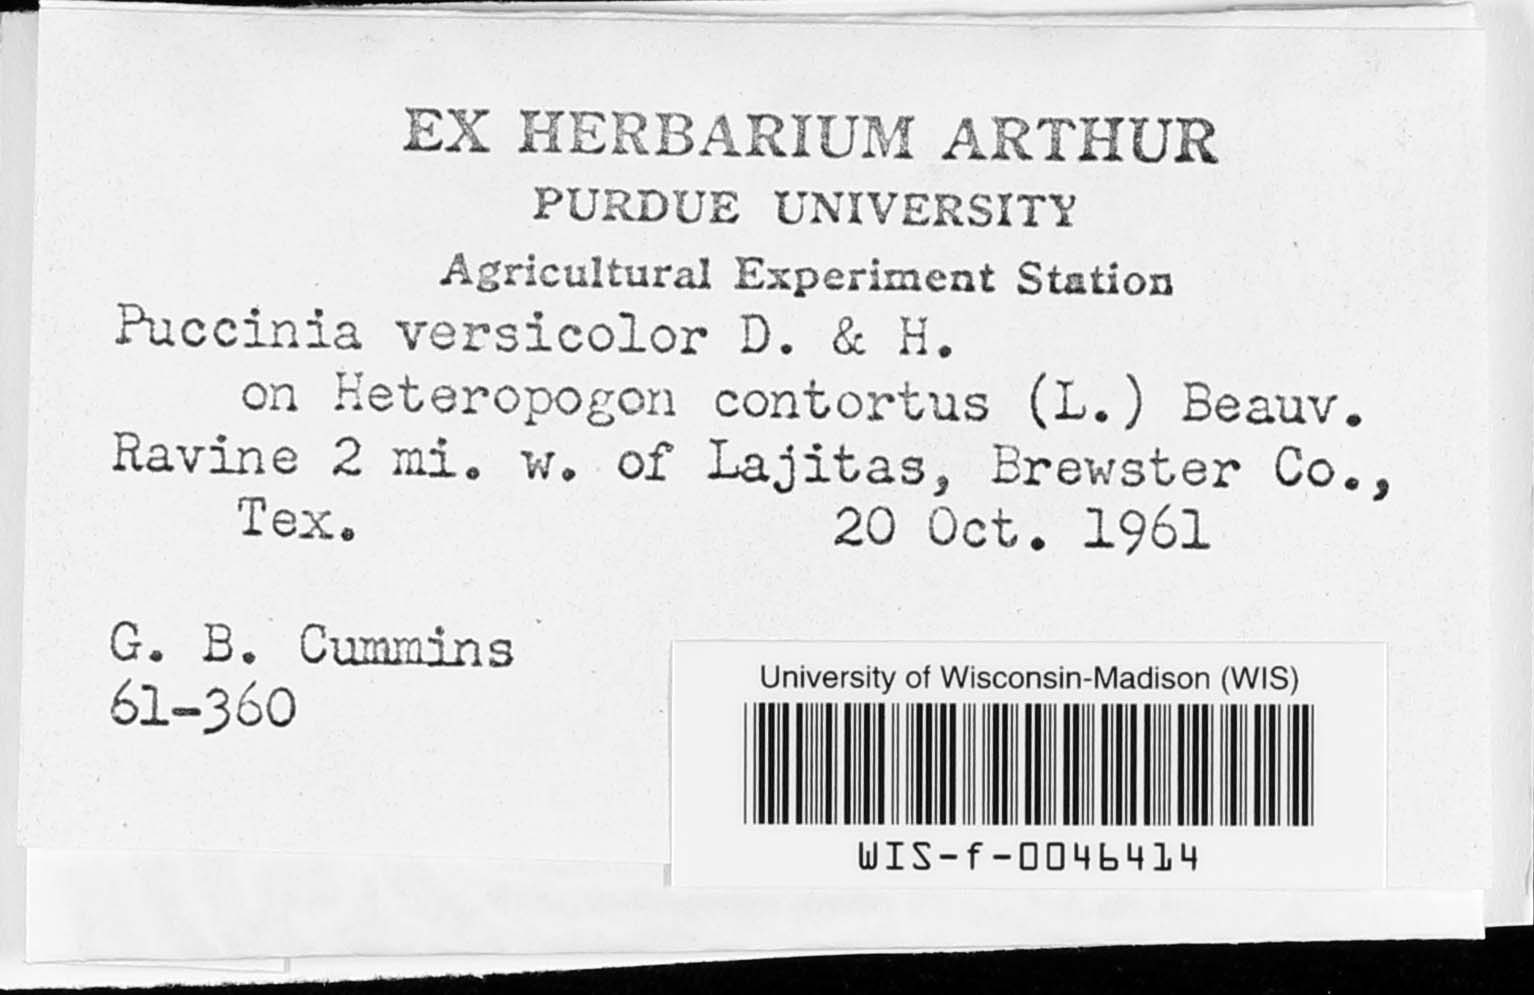 EX HERBARIUM ARTHUR
PURDUE UNIVERSITY
Agricultural Experiment Station
Puccinia versicolor D. & H.
on Heteropogon contortus (L.) Beauv.
Ravine 2 mi. w. of Lajitas, Brewster Co.,
Tex. 20 Oct. 1961
G. B. Cummins
61-360
University of Wisconsin-Madison (WIS)
WIS-f-0046414